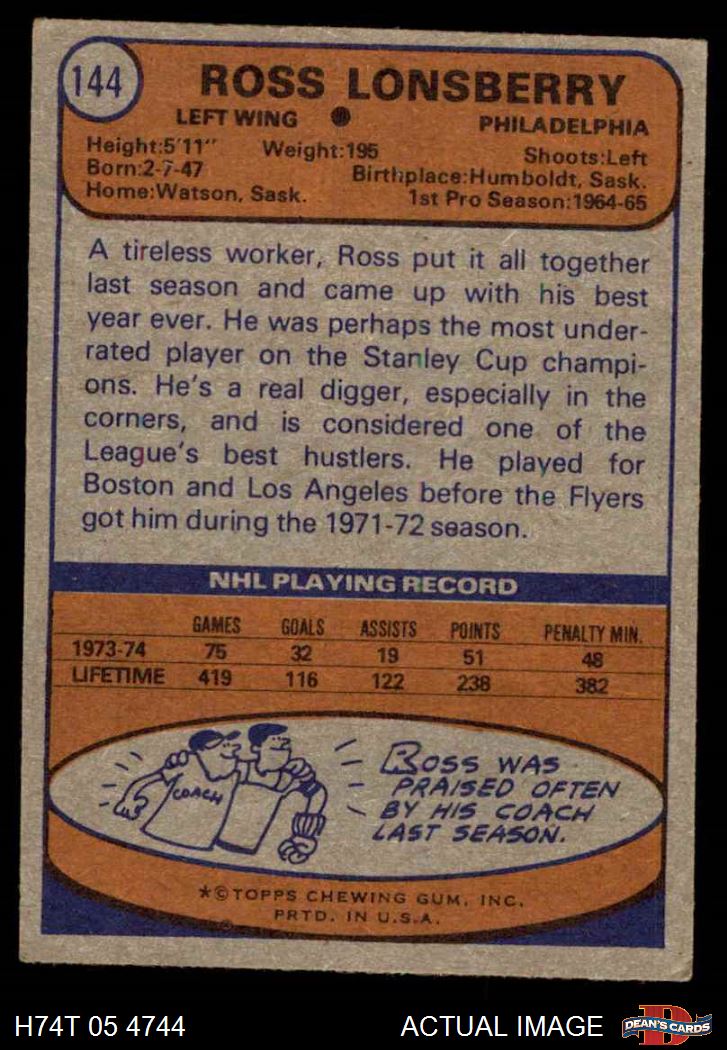 144
ROSS LONSBERRY
LEFT WING
PHILADELPHIA
Height:5'11" Weight:195 Shoots:Left
Born:2-7-47 Birthplace:Humboldt, Sask.
Home:Watson, Sask. 1st Pro Season:1964-65
A tireless worker, Ross put it all together
last season and came up with his best
year ever. He was perhaps the most under-
rated player on the Stanley Cup champi-
ons. He's a real digger, especially in the
corners, and is considered one of the
League's best hustlers. He played for
Boston and Los Angeles before the Flyers
got him during the 1971-72 season.
NHL PLAYING RECORD
GAMES GOALS ASSISTS POINTS PENALTY MIN.
1973-74 75 32 19 51 48
LIFETIME 419 116 122 238 382
COACH
ROSS WAS
PRAISED OFTEN
BY HIS COACH
LAST SEASON.
*©TOPPS CHEWING GUM, INC.
PRTD. IN U.S.A.
H74T 05 4744 ACTUAL IMAGE
D
DEAN'S CARDS